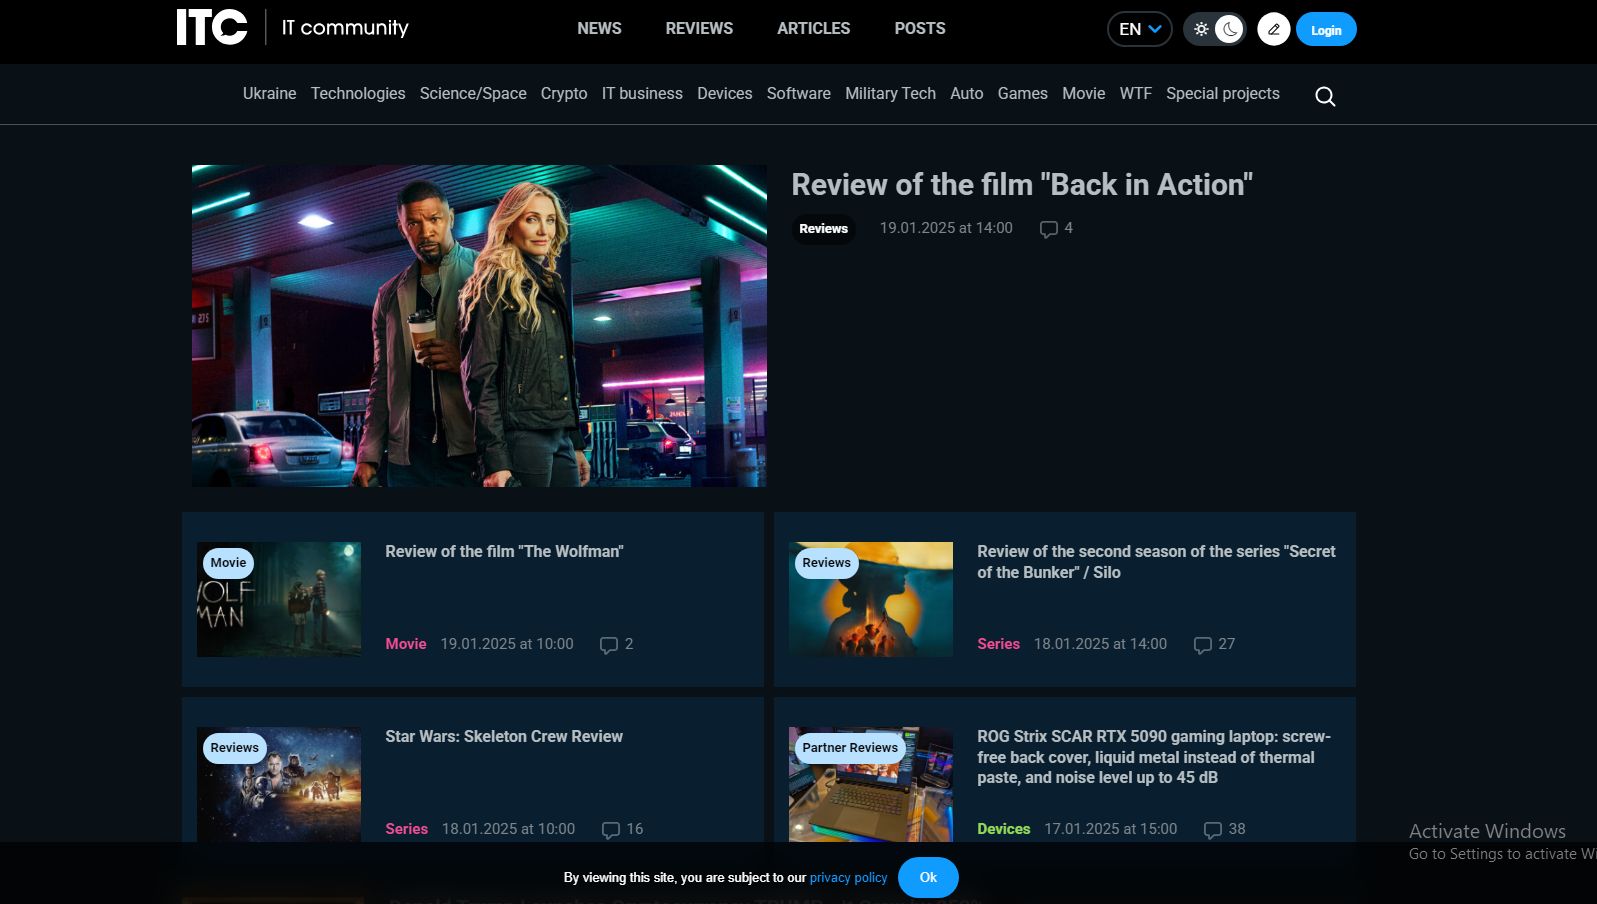 ITC IT community
NEWS REVIEWS ARTICLES POSTS
EN
Login
Ukraine Technologies Science/Space Crypto IT business Devices Software Military Tech Auto Games Movie WTF Special projects
Review of the film "Back in Action"
Reviews 19.01.2025 at 14:00 4
Movie
Review of the film "The Wolfman"
Movie 19.01.2025 at 10:00 2
Reviews
Review of the second season of the series "Secret
of the Bunker" / Silo
Series 18.01.2025 at 14:00 27
Reviews
Star Wars: Skeleton Crew Review
Series 18.01.2025 at 10:00 16
Partner Reviews
ROG Strix SCAR RTX 5090 gaming laptop: screw-
free back cover, liquid metal instead of thermal
paste, and noise level up to 45 dB
Devices 17.01.2025 at 15:00 38
Activate Windows
Go to Settings to activate Wi
By viewing this site, you are subject to our privacy policy Ok